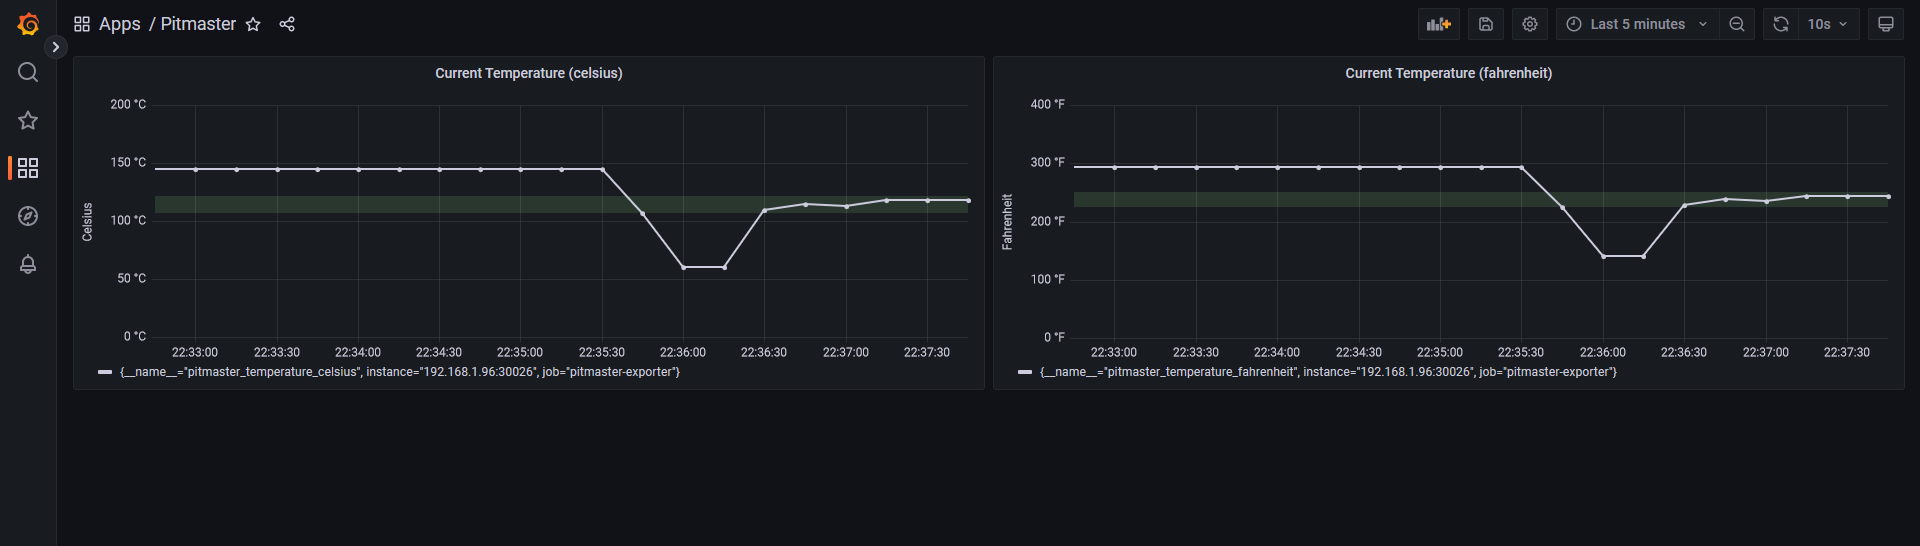 Apps / Pitmaster
Last 5 minutes
10s
Current Temperature (celsius)
200 °C
150 °C
100 °C
50 °C
0 °C
Celsius
22:33:00 22:33:30 22:34:00 22:34:30 22:35:00 22:35:30 22:36:00 22:36:30 22:37:00 22:37:30
{__name__="pitmaster_temperature_celsius", instance="192.168.1.96:30026", job="pitmaster-exporter"}
Current Temperature (fahrenheit)
400 °F
300 °F
200 °F
100 °F
0 °F
Fahrenheit
22:33:00 22:33:30 22:34:00 22:34:30 22:35:00 22:35:30 22:36:00 22:36:30 22:37:00 22:37:30
{__name__="pitmaster_temperature_fahrenheit", instance="192.168.1.96:30026", job="pitmaster-exporter"}